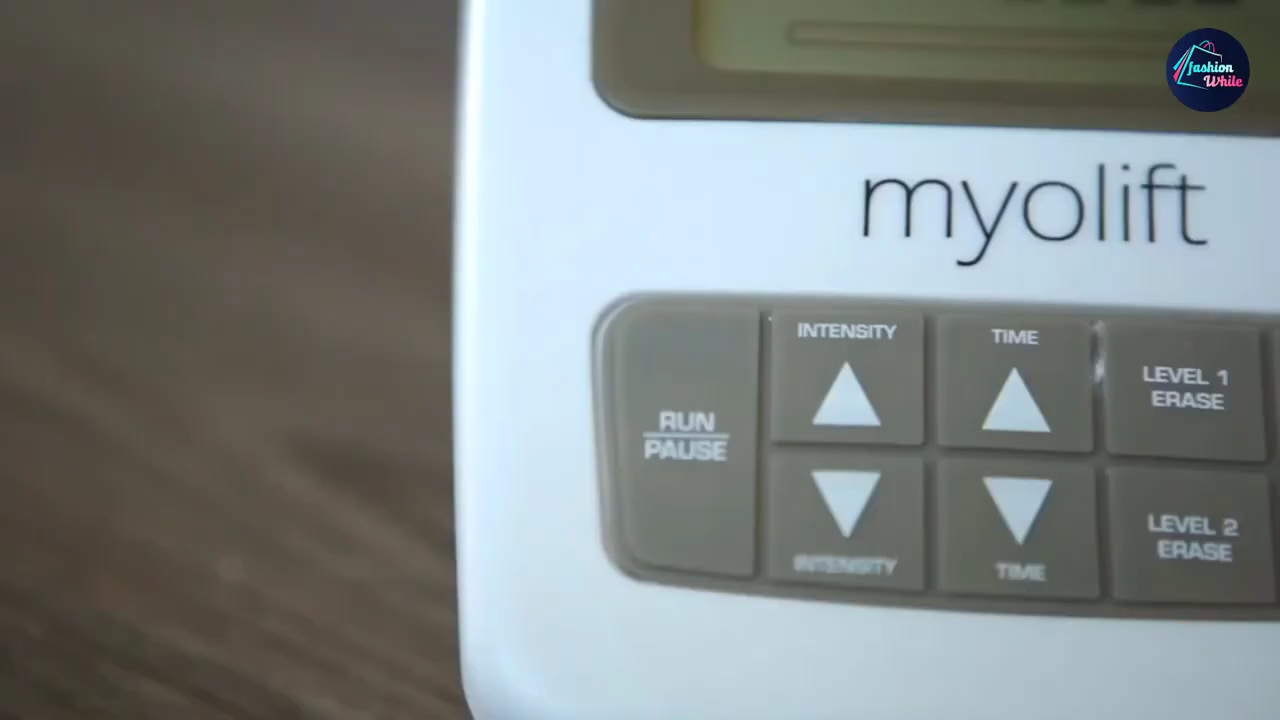 fashion
While
myolift
INTENSITY
TIME
LEVEL 1
ERASE
RUN
PAUSE
LEVEL 2
ERASE
INTENSITY
TIME